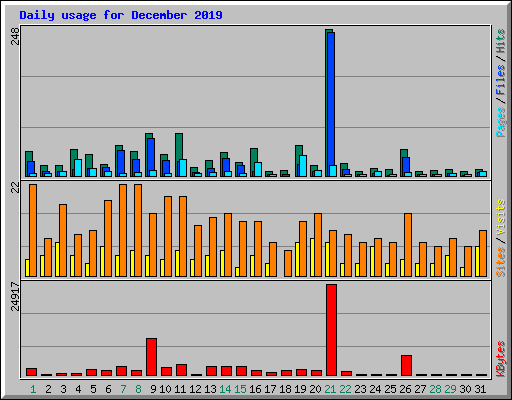 Daily usage for December 2019
248
Pages / Files / Hits
22
Sites / Visits
24917
KBytes
1 2 3 4 5 6 7 8 9 10 11 12 13 14 15 16 17 18 19 20 21 22 23 24 25 26 27 28 29 30 31